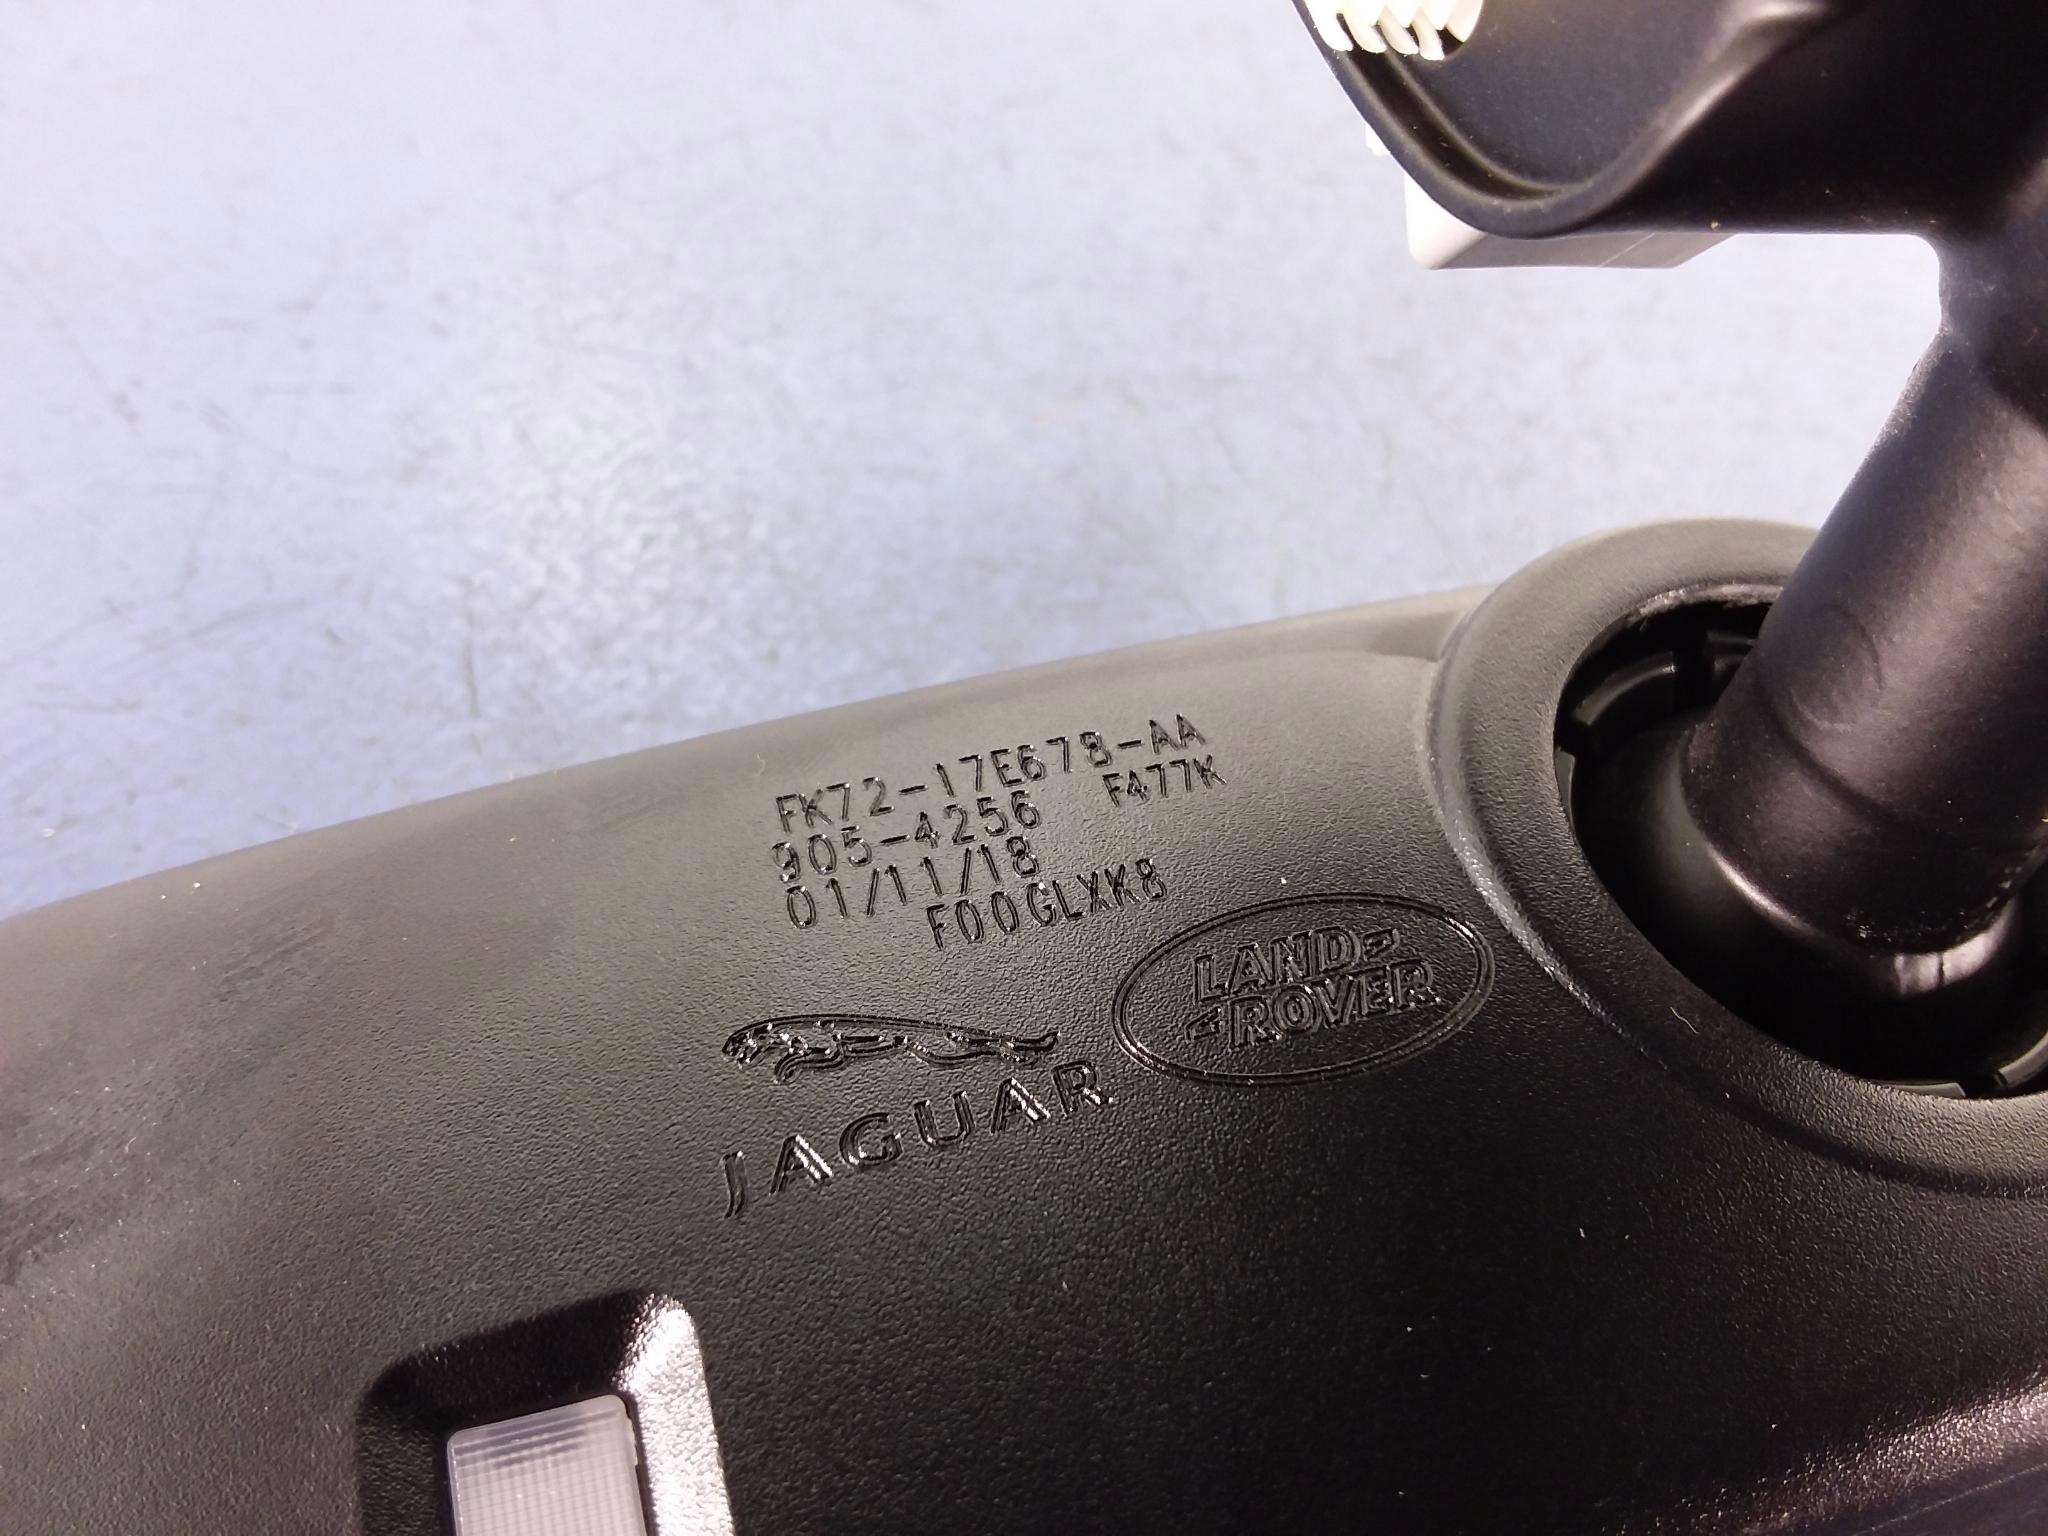 FK72-17E678-AA
905-4256 F477K
01/11/18
F00GLXK8
LAND
ROVER
JAGUAR